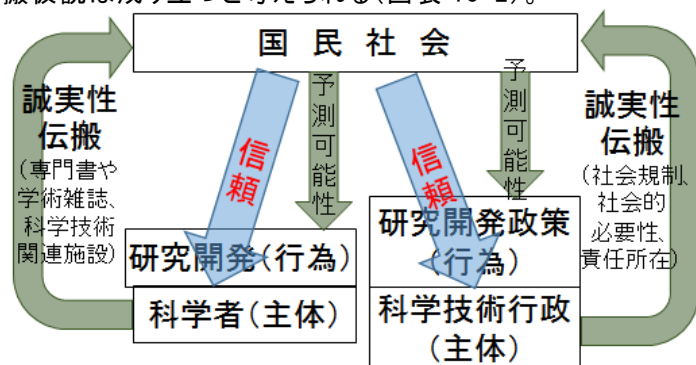 搬仮説は成り立つと考えられる(図表 10-2)。
国民社会
誠実性
伝搬
(専門書や
学術雑誌、
科学技術
関連施設)
信頼
予測可能性
信頼
予測可能性
誠実性
伝搬
(社会規制、
社会的
必要性、
責任所在)
研究開発(行為)
科学者(主体)
研究開発政策
(行為)
科学技術行政
(主体)